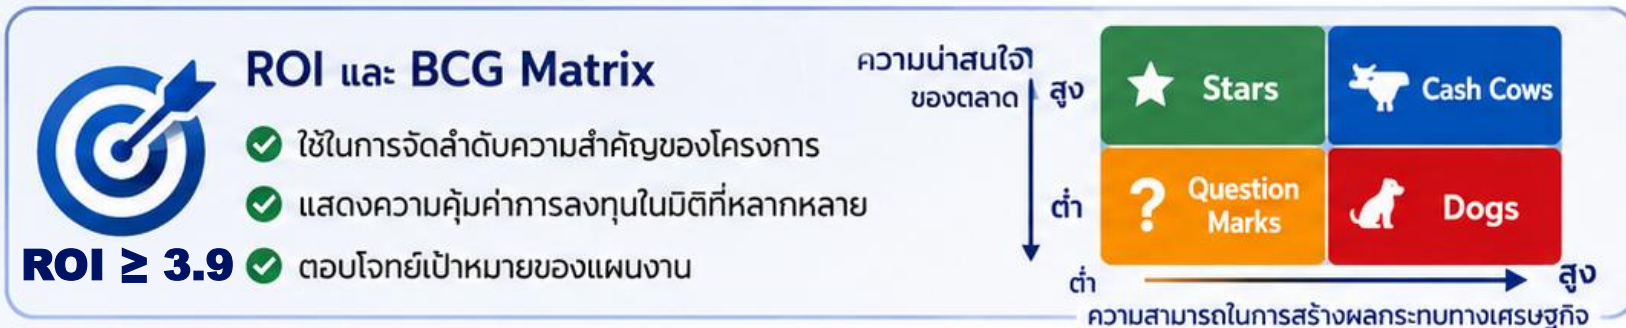 ROI และ BCG Matrix
ใช้ในการจัดลำดับความสำคัญของโครงการ
แสดงความคุ้มค่าการลงทุนในมิติที่หลากหลาย
ROI ≥ 3.9
ตอบโจทย์เป้าหมายของแผนงาน
ความน่าสนใจ
ของตลาด
สูง
Stars
Cash Cows
ต่ำ
?
Question
Marks
Dogs
ต่ำ
สูง
ความสามารถในการสร้างผลกระทบทางเศรษฐกิจ